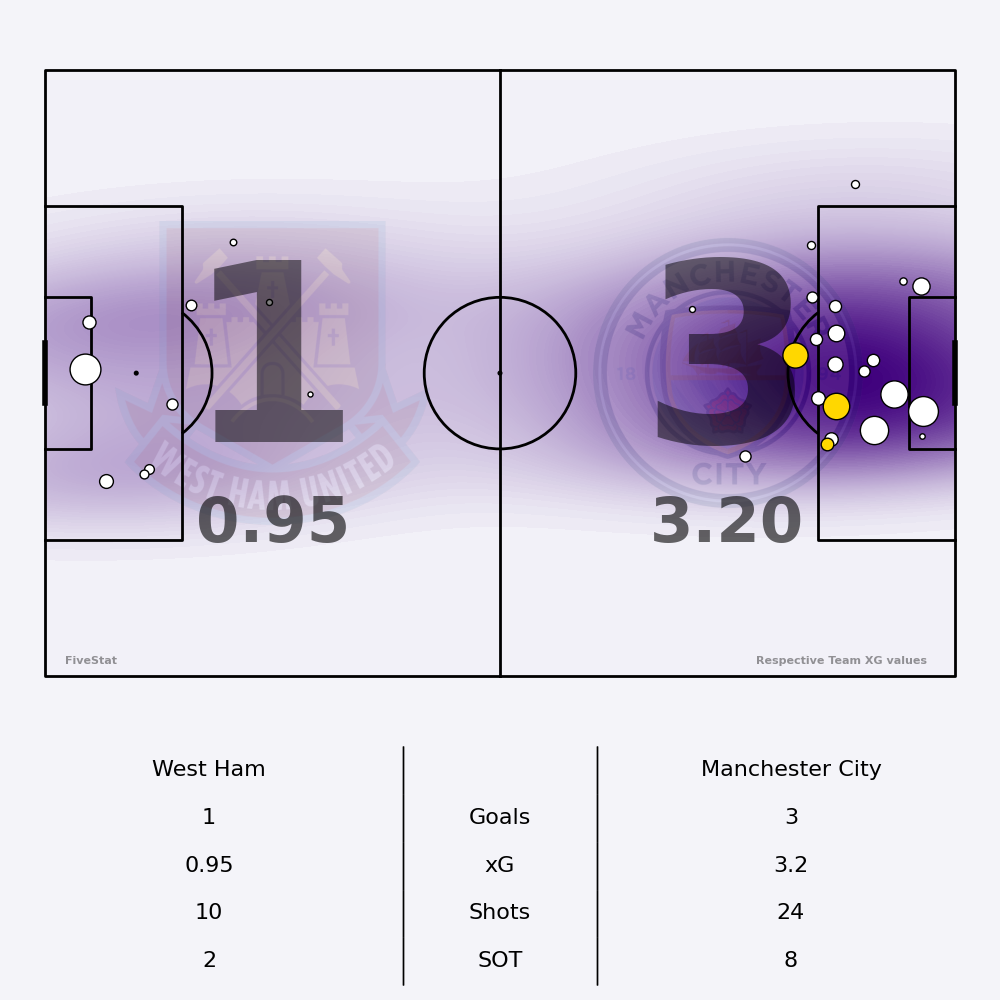 MANCHESTER
1
3
18 94
WEST HAM UNITED
CITY
0.95
3.20
FiveStat
Respective Team XG values
West Ham
Manchester City
1
Goals
3
0.95
xG
3.2
10
Shots
24
2
SOT
8